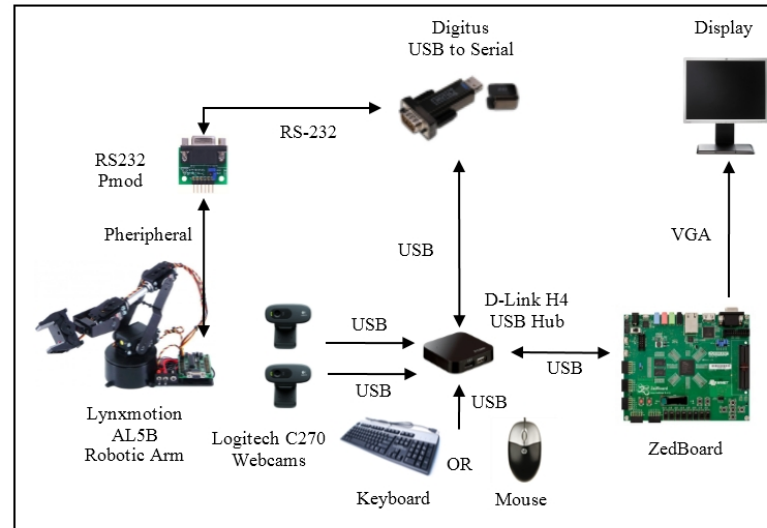 Digitus
USB to Serial
Display
RS-232
RS232
Pmod
Pheripheral
USB
VGA
D-Link H4
USB Hub
USB
USB
USB
USB
Lynxmotion
AL5B
Robotic Arm
Logitech C270
Webcams
OR
Keyboard
Mouse
ZedBoard